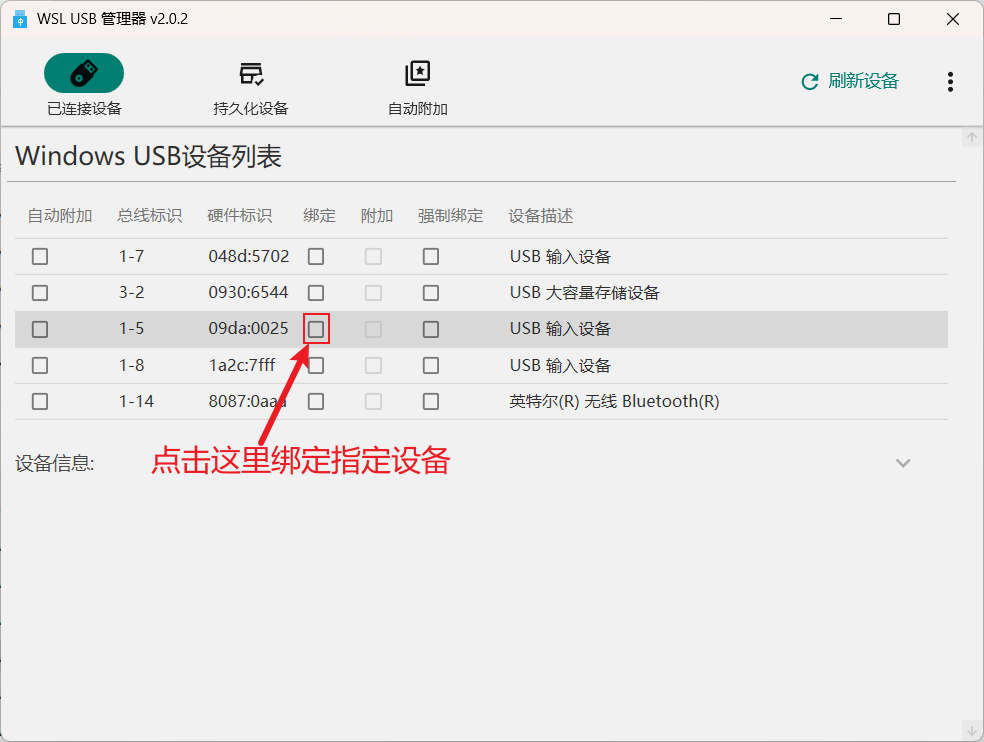 WSL USB 管理器 v2.0.2
已连接设备 持久化设备 自动附加 刷新设备
Windows USB设备列表
自动附加 总线标识 硬件标识 绑定 附加 强制绑定 设备描述
1-7 048d:5702 USB 输入设备
3-2 0930:6544 USB 大容量存储设备
1-5 09da:0025 USB 输入设备
1-8 1a2c:7fff USB 输入设备
1-14 8087:0aaa 英特尔(R) 无线 Bluetooth(R)
设备信息: 点击这里绑定指定设备